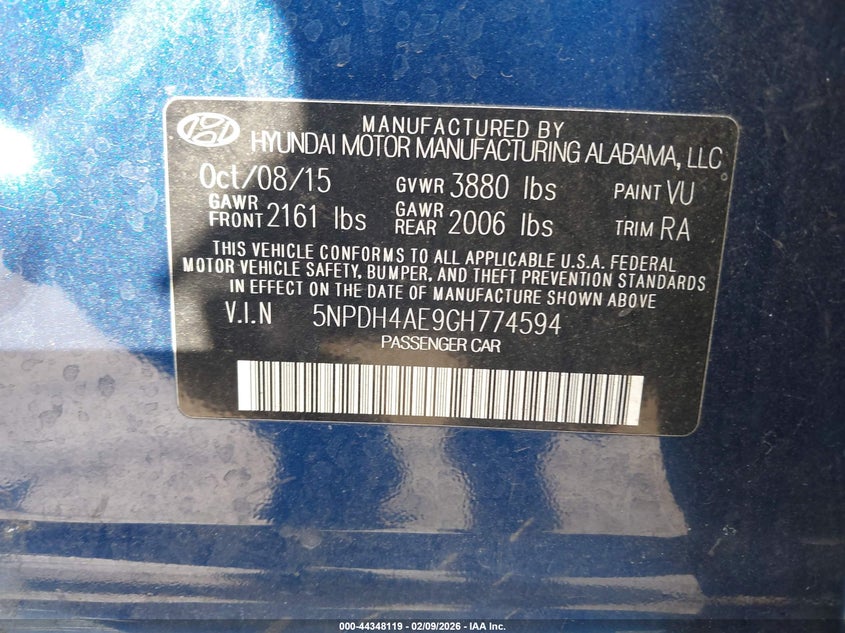 MANUFACTURED BY
HYUNDAI MOTOR MANUFACTURING ALABAMA, LLC
Oct/08/15 GVWR 3880 lbs PAINT VU
GAWR FRONT 2161 lbs GAWR REAR 2006 lbs TRIM RA
THIS VEHICLE CONFORMS TO ALL APPLICABLE U.S.A. FEDERAL
MOTOR VEHICLE SAFETY, BUMPER, AND THEFT PREVENTION STANDARDS
IN EFFECT ON THE DATE OF MANUFACTURE SHOWN ABOVE
V.I.N 5NPDH4AE9GH774594
PASSENGER CAR
000-44348119 - 02/09/2026 - IAA Inc.